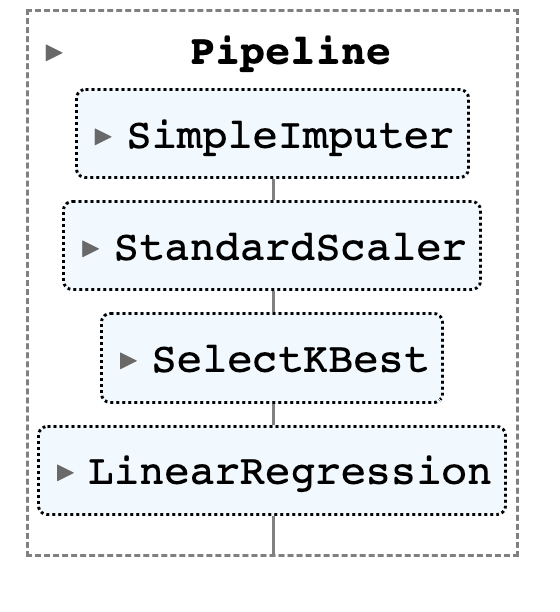 Pipeline
SimpleImputer
StandardScaler
SelectKBest
LinearRegression